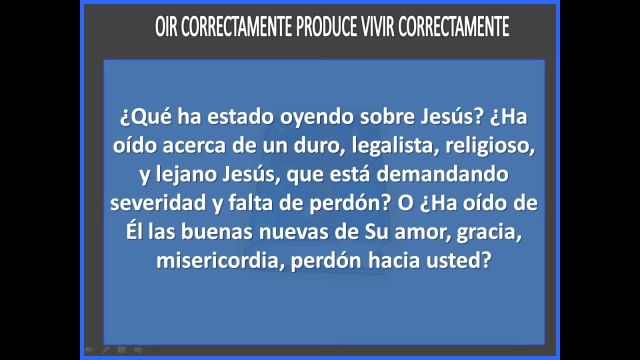 OIR CORRECTAMENTE PRODUCE VIVIR CORRECTAMENTE
¿Qué ha estado oyendo sobre Jesús? ¿Ha
oído acerca de un duro, legalista, religioso,
y lejano Jesús, que está demandando
severidad y falta de perdón? O ¿Ha oído de
Él las buenas nuevas de Su amor, gracia,
misericordia, perdón hacia usted?